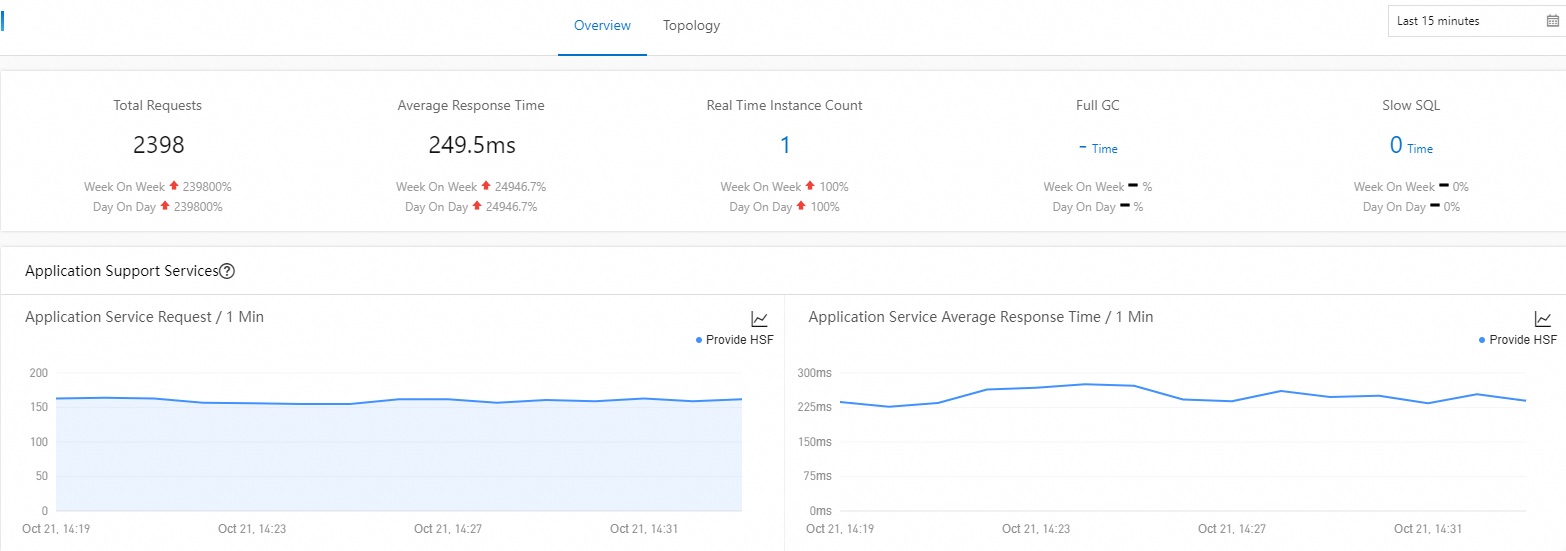 Overview Topology
Last 15 minutes
Total Requests Average Response Time Real Time Instance Count Full GC Slow SQL
2398 249.5ms 1 - Time 0 Time
Week On Week 239800% Week On Week 24946.7% Week On Week 100% Week On Week % Week On Week 0%
Day On Day 239800% Day On Day 24946.7% Day On Day 100% Day On Day % Day On Day 0%
Application Support Services?
Application Service Request / 1 Min
Provide HSF
200
150
100
50
0
Oct 21, 14:19 Oct 21, 14:23 Oct 21, 14:27 Oct 21, 14:31
Application Service Average Response Time / 1 Min
Provide HSF
300ms
225ms
150ms
75ms
0ms
Oct 21, 14:19 Oct 21, 14:23 Oct 21, 14:27 Oct 21, 14:31